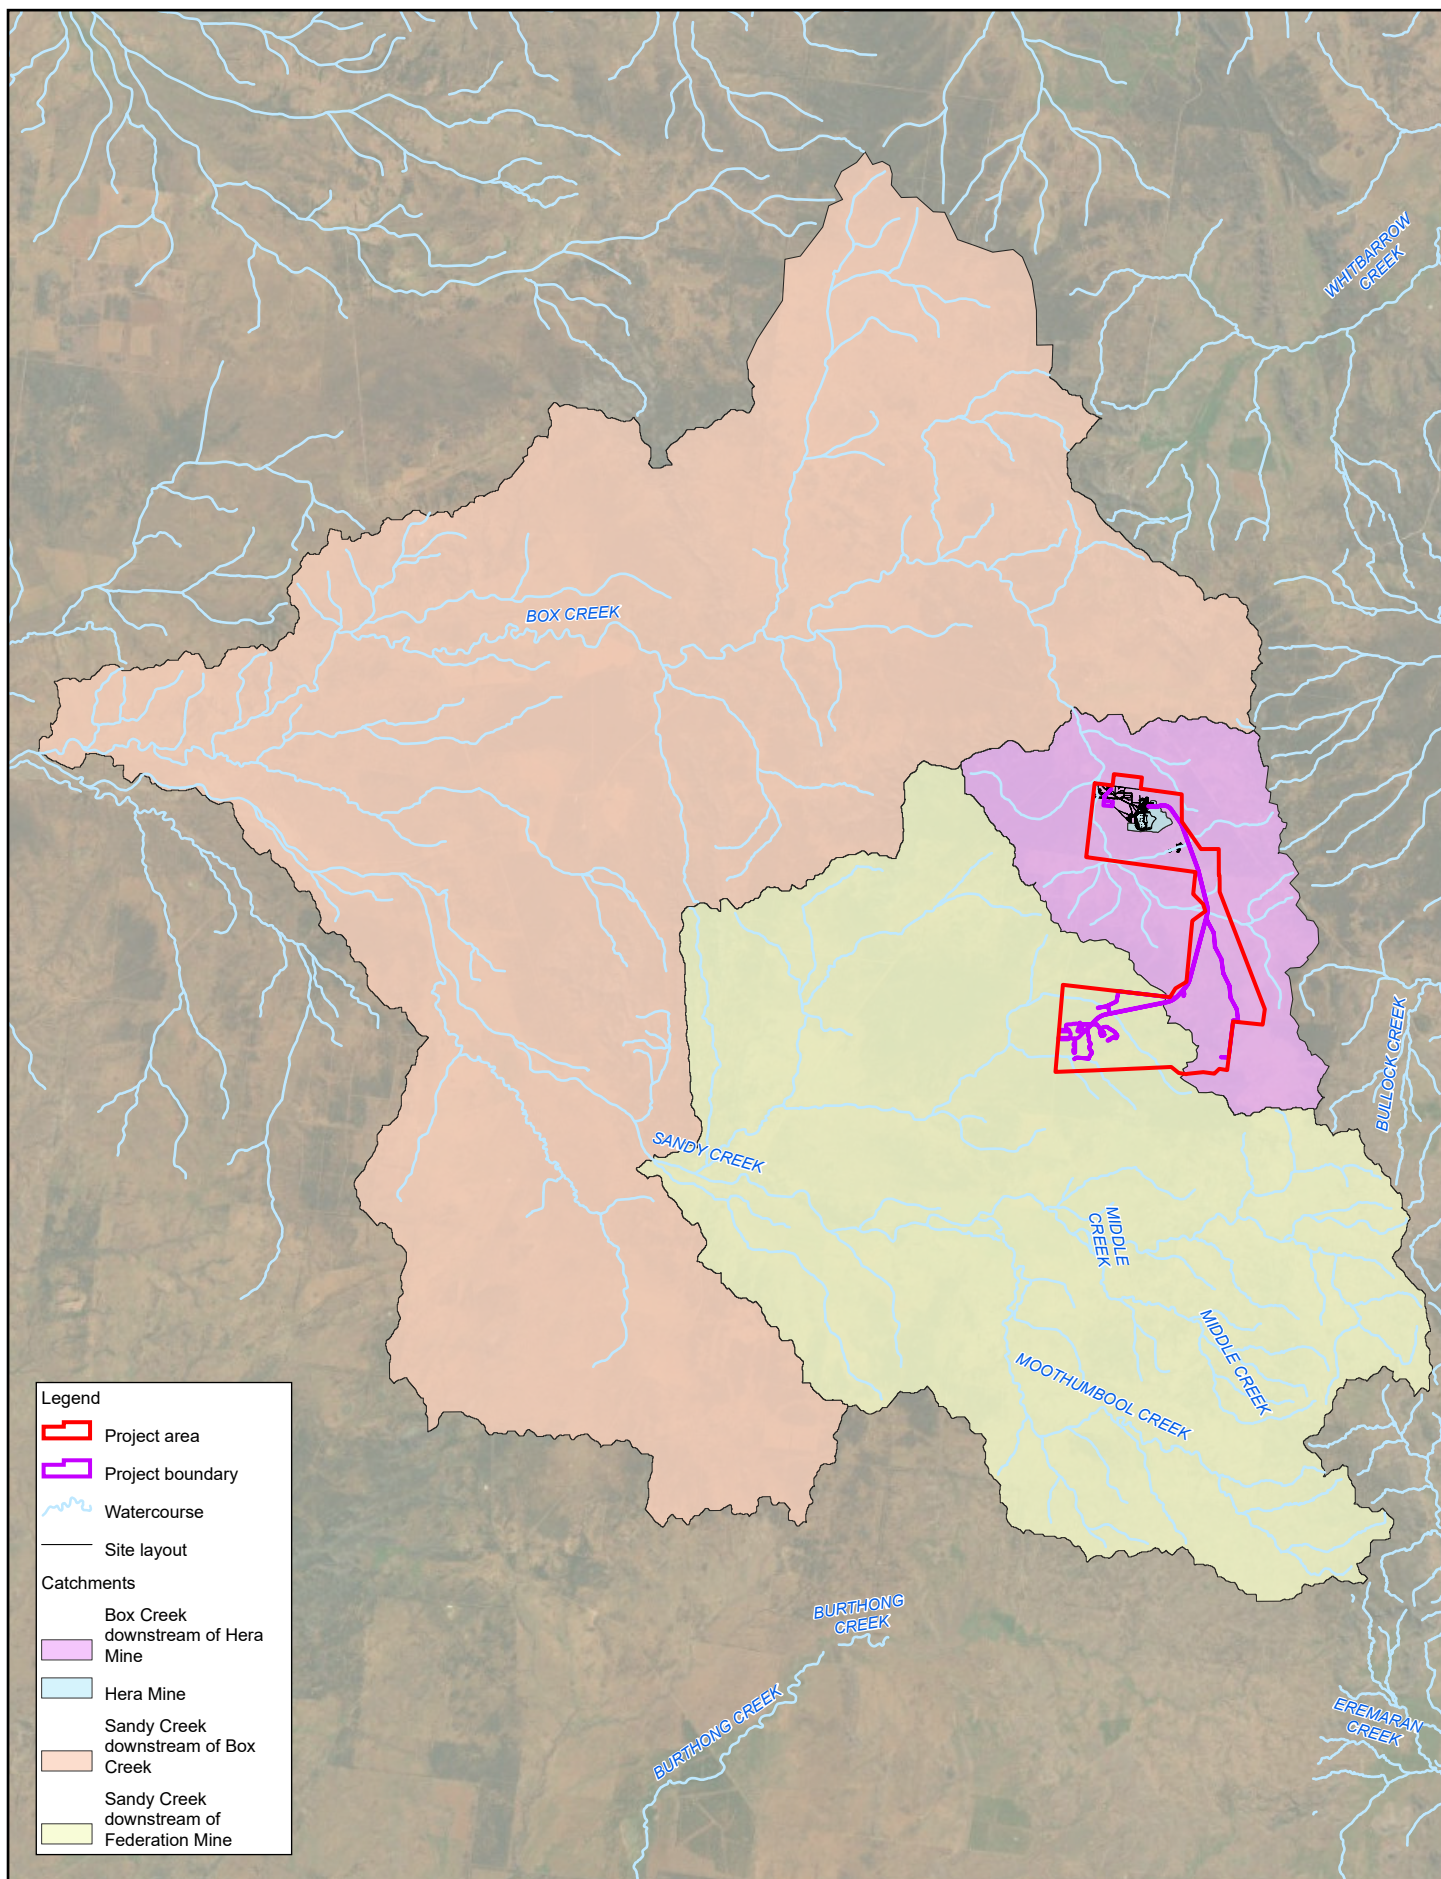 WHITBARROW
CREEK
BOX CREEK
BULLOCK CREEK
SANDY CREEK
MIDDLE
CREEK
MIDDLE CREEK
MOOTHUMBOOL CREEK
BURTHONG
CREEK
BURTHONG CREEK
EREMARAN
CREEK
Legend
Project area
Project boundary
Watercourse
Site layout
Catchments
Box Creek
downstream of Hera
Mine
Hera Mine
Sandy Creek
downstream of Box
Creek
Sandy Creek
downstream of
Federation Mine